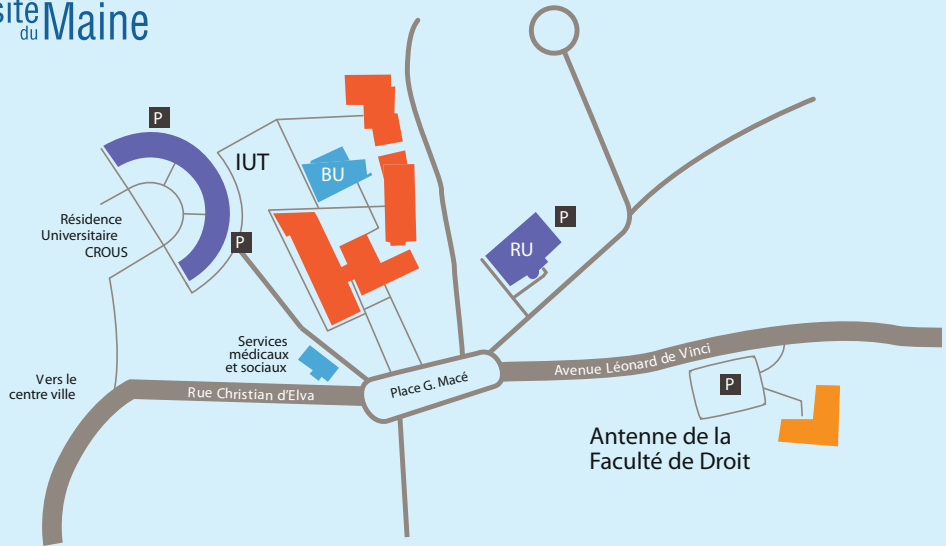 du Maine
P
IUT
BU
Résidence
Universitaire
CROUS
P
P
RU
Services
médicaux
et sociaux
Vers le
centre ville
Rue Christian d'Elva
Place G. Macé
Avenue Léonard de Vinci
P
Antenne de la
Faculté de Droit